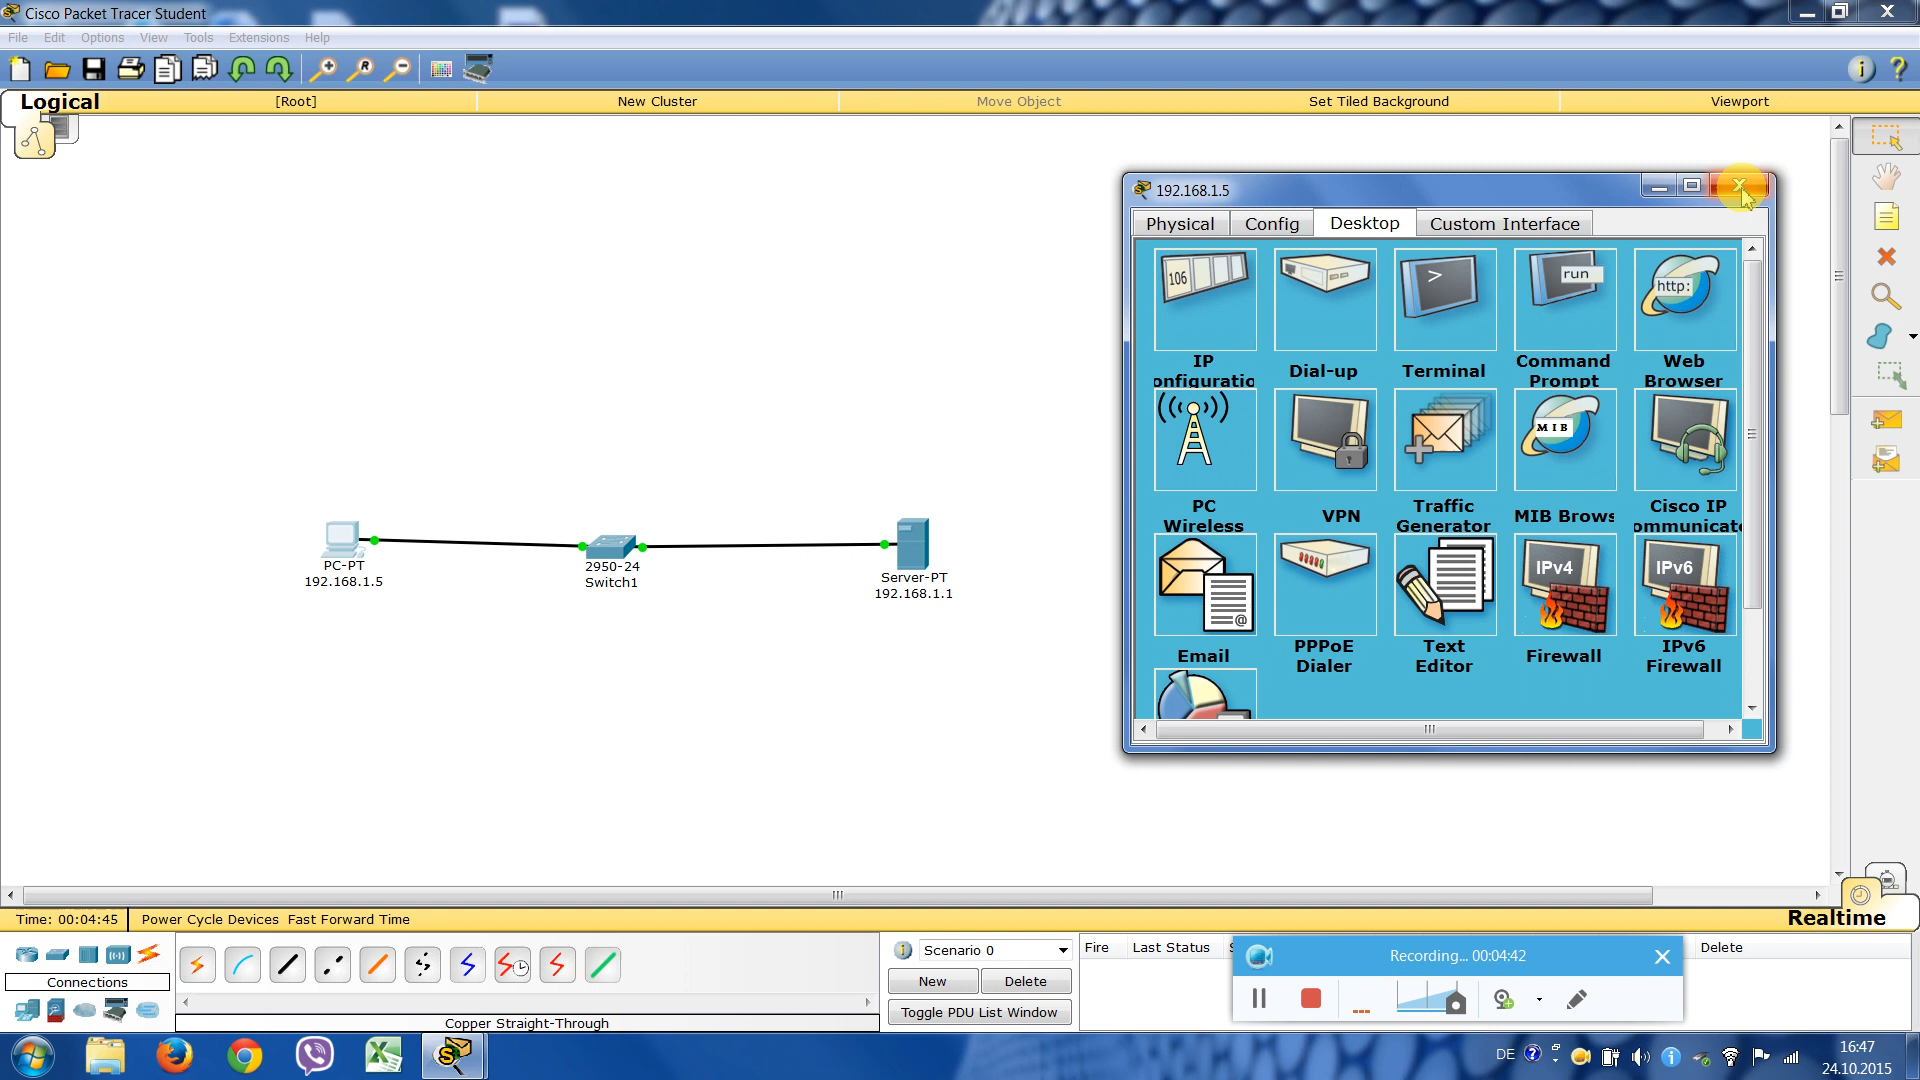 Cisco Packet Tracer Student
File Edit Options View Tools Extensions Help
Logical [Root] New Cluster Move Object Set Tiled Background Viewport
192.168.1.5
Physical Config Desktop Custom Interface
106
>
run
http:
IP
onfiguratio
Dial-up
Terminal
Command
Prompt
Web
Browser
MIB
PC
Wireless
VPN
Traffic
Generator
MIB Brows
Cisco IP
ommunicato
@
IPv4
IPv6
Email
PPPoE
Dialer
Text
Editor
Firewall
IPv6
Firewall
PC-PT
192.168.1.5
2950-24
Switch1
Server-PT
192.168.1.1
Realtime
Time: 00:04:45 Power Cycle Devices Fast Forward Time
Connections
Copper Straight-Through
Scenario 0
New Delete
Toggle PDU List Window
Fire Last Status S Delete
Recording... 00:04:42
DE
16:47
24.10.2015